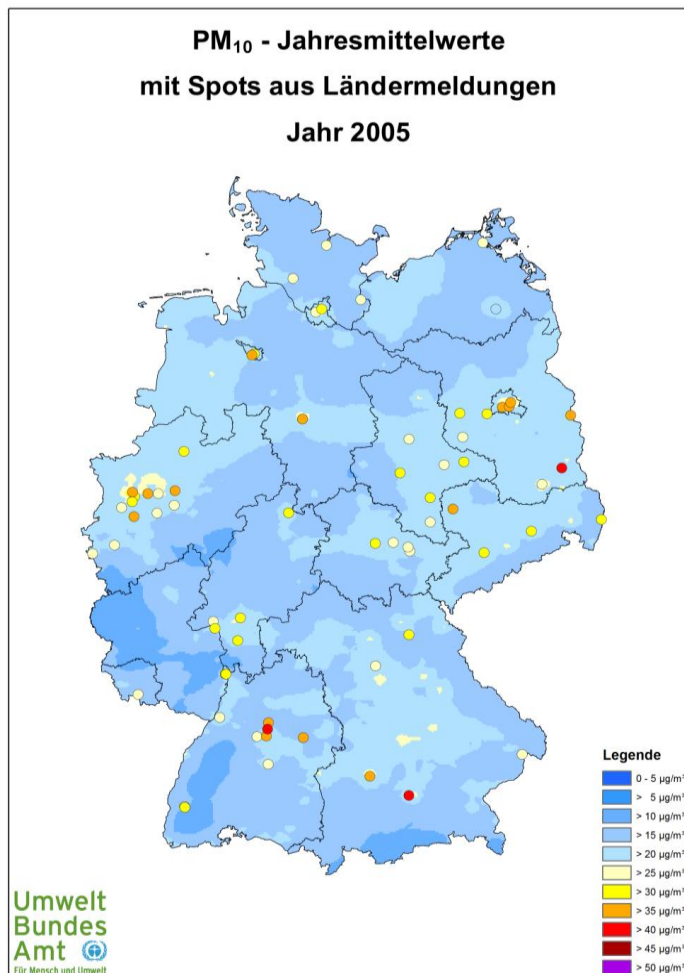 PM₁₀ - Jahresmittelwerte
mit Spots aus Ländermeldungen
Jahr 2005
Legende
0 - 5 µg/m³
> 5 µg/m³
> 10 µg/m³
> 15 µg/m³
> 20 µg/m³
> 25 µg/m³
> 30 µg/m³
> 35 µg/m³
> 40 µg/m³
> 45 µg/m³
> 50 µg/m³
Umwelt
Bundes
Amt
Für Mensch und Umwelt